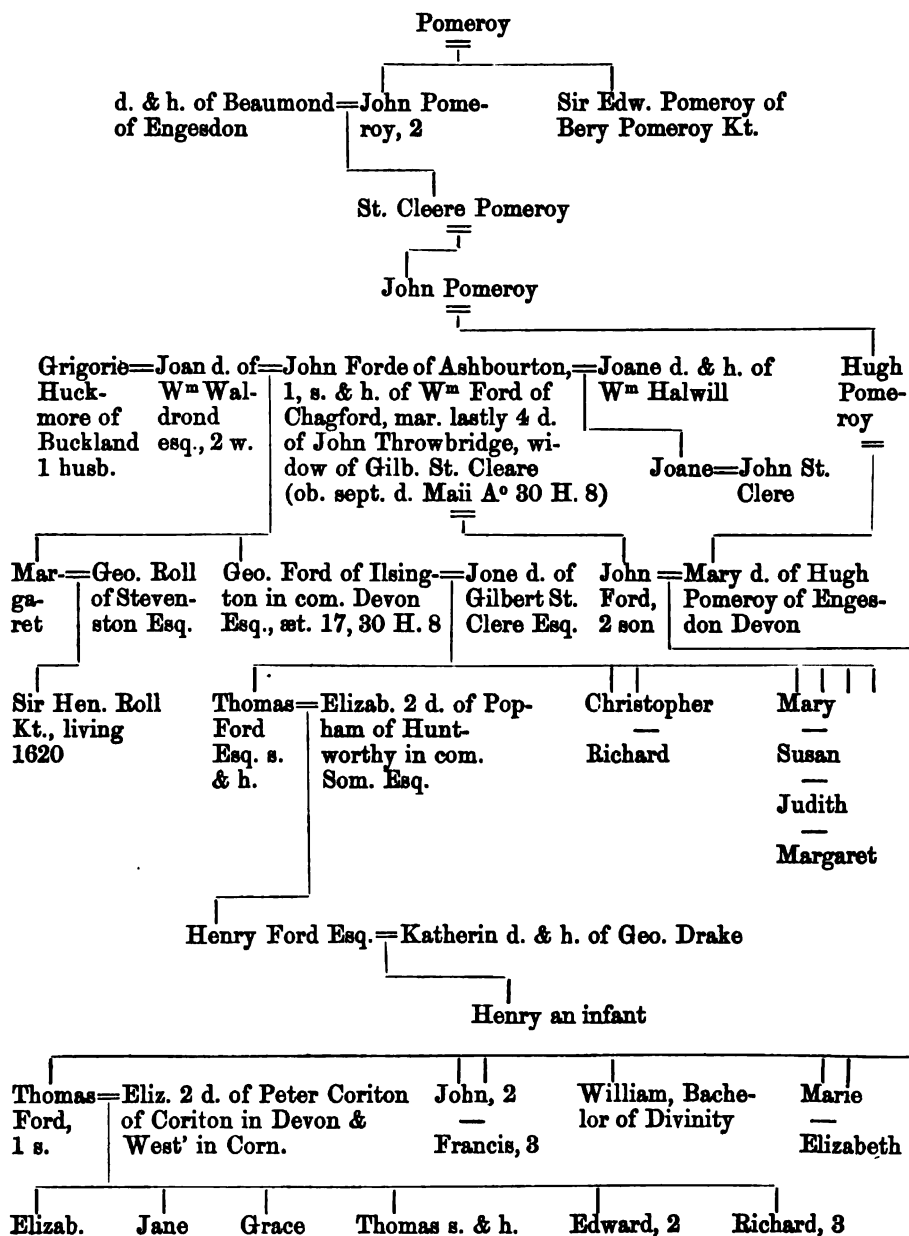 Pomeroy
d. & h. of Beaumond=John Pome-
of Engesdon
roy, 2
Sir Edw. Pomeroy of
Bery Pomeroy Kt.
St. Cleere Pomeroy
John Pomeroy
Grigorie=
Huck-
more of
Buckland
1 husb.
Joan d. of
Wᵐ Wal-
drond
esq., 2 w.
=John Forde of Ashbourton,=
1, s. & h. of Wᵐ Ford of
Chagford, mar. lastly 4 d.
of John Throwbridge, wi-
dow of Gilb. St. Cleare
(ob. sept. d. Maii Aº 30 H. 8)
Joane d. & h. of
Wᵐ Halwill
Hugh
Pome-
roy
Joane=John St.
Clere
Mar-
ga-
ret
=Geo. Roll
of Steven-
ston Esq.
Geo. Ford of Ilsing-
ton in com. Devon
Esq., æt. 17, 30 H. 8
=Jone d. of
Gilbert St.
Clere Esq.
John
Ford,
2 son
=Mary d. of Hugh
Pomeroy of Enges-
don Devon
Sir Hen. Roll
Kt., living
1620
Thomas=
Ford
Esq. s.
& h.
Elizab. 2 d. of Pop-
ham of Hunt-
worthy in com.
Som. Esq.
Christopher
—
Richard
Mary
—
Susan
—
Judith
—
Margaret
Henry Ford Esq.=Katherin d. & h. of Geo. Drake
Henry an infant
Thomas=
Ford,
1 s.
Eliz. 2 d. of Peter Coriton
of Coriton in Devon &
West' in Corn.
John, 2
—
Francis, 3
William, Bache-
lor of Divinity
Marie
—
Elizabeth
Elizab. Jane Grace Thomas s. & h. Edward, 2 Richard, 3